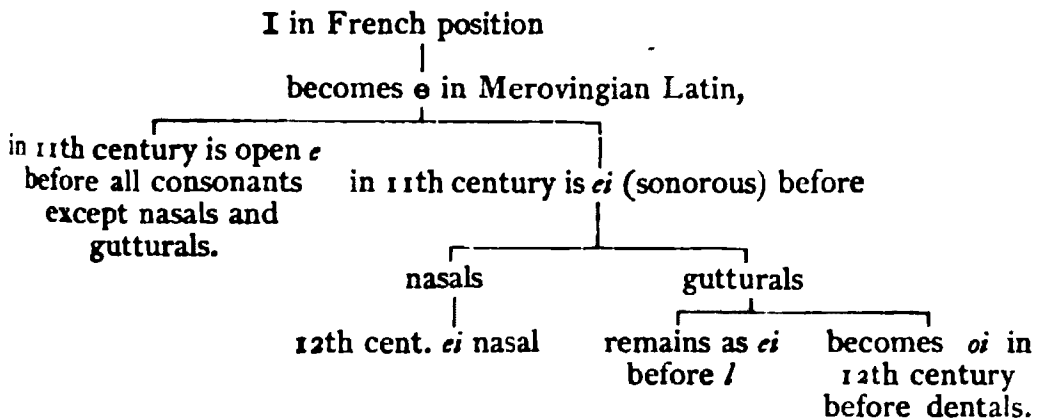 I in French position
becomes e in Merovingian Latin,
in 11th century is open e
before all consonants
except nasals and
gutturals.
in 11th century is ei (sonorous) before
nasals
12th cent. ei nasal
gutturals
remains as ei
before l
becomes oi in
12th century
before dentals.